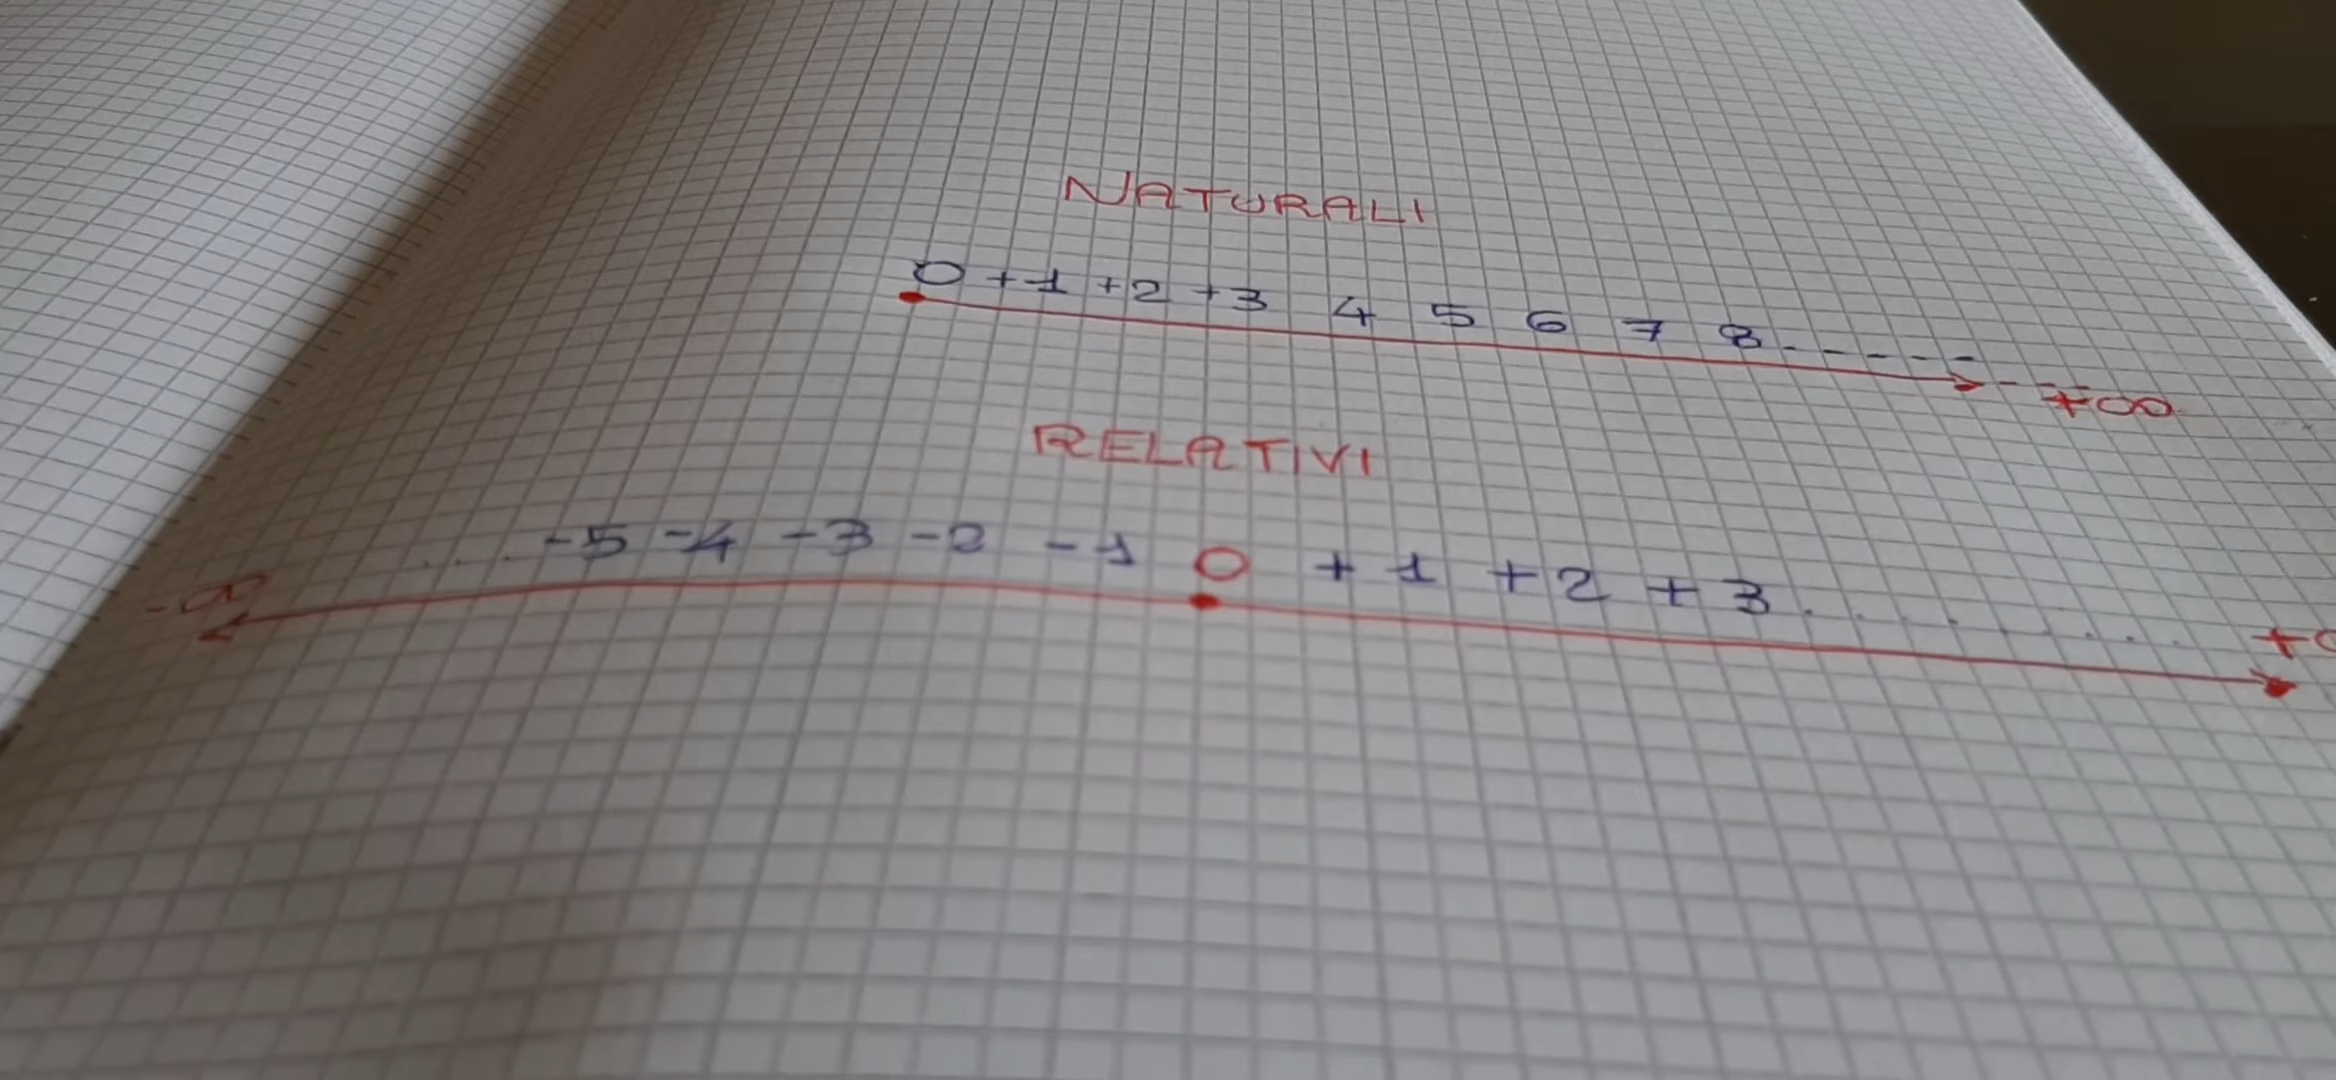 NATURALI
0 +1 +2 +3 4 5 6 7 8.----
+∞
RELATIVI
....-5 -4 -3 -2 -1 0 +1 +2 +3.........
-∞